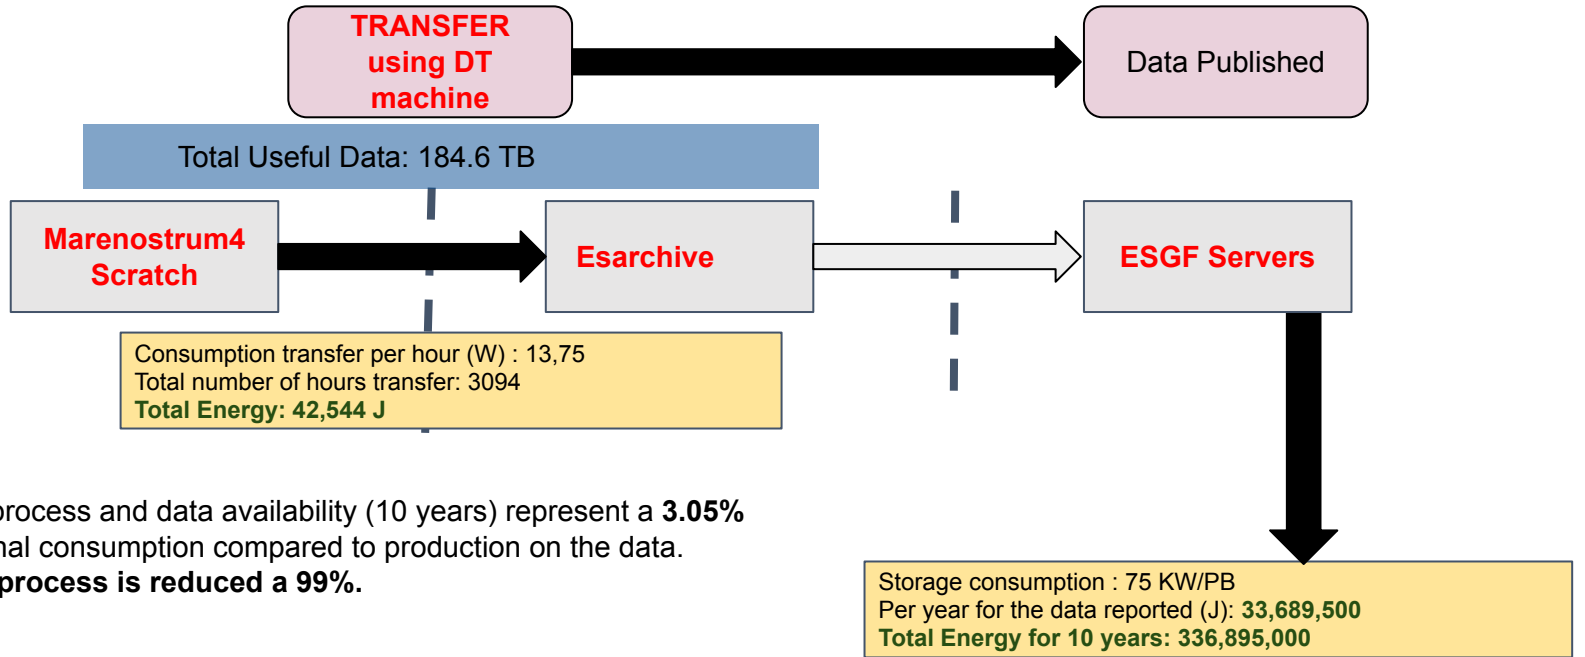 TRANSFER
using DT
machine
Data Published
Total Useful Data: 184.6 TB
Marenostrum4
Scratch
Esarchive
ESGF Servers
Consumption transfer per hour (W) : 13,75
Total number of hours transfer: 3094
Total Energy: 42,544 J
process and data availability (10 years) represent a 3.05%
nal consumption compared to production on the data.
process is reduced a 99%.
Storage consumption : 75 KW/PB
Per year for the data reported (J): 33,689,500
Total Energy for 10 years: 336,895,000